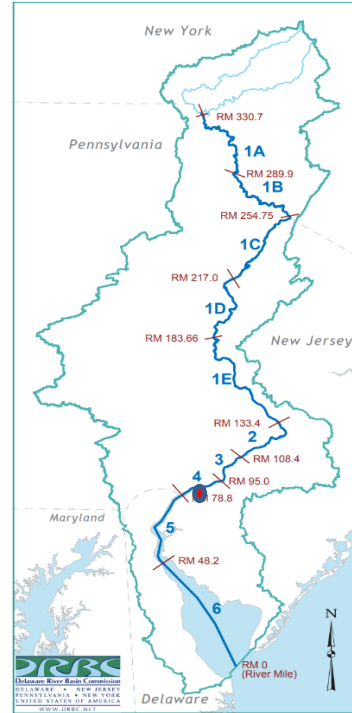 New York
RM 330.7
Pennsylvania
1A
RM 289.9
1B
RM 254.75
1C
RM 217.0
1D
RM 183.66
New Jersey
1E
RM 133.4
2
RM 108.4
3
RM 95.0
4
78.8
Maryland
5
RM 48.2
6
RM 0
(River Mile)
DRBC
Delaware River Basin Commission
DELAWARE • NEW JERSEY
PENNSYLVANIA • NEW YORK
UNITED STATES OF AMERICA
WWW.DRBC.NET
Delaware
N